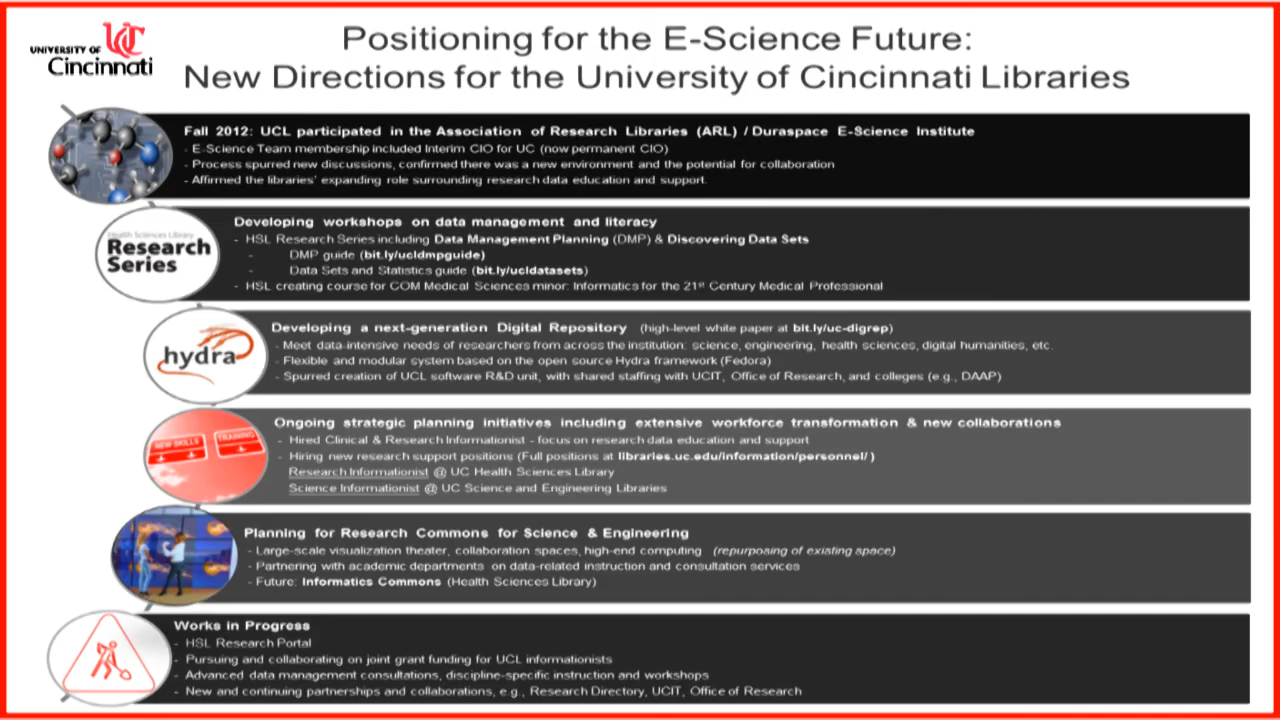 UNIVERSITY OF
Cincinnati
UC
Positioning for the E-Science Future:
New Directions for the University of Cincinnati Libraries
Fall 2012: UCL participated in the Association of Research Libraries (ARL) / Duraspace E-Science Institute
- E-Science Team membership included Interim CIO for UC (now permanent CIO)
- Process spurred new discussions, confirmed there was a new environment and the potential for collaboration
- Affirmed the libraries' expanding role surrounding research data education and support.
Health Sciences Library
Research
Series
Developing workshops on data management and literacy
- HSL Research Series including Data Management Planning (DMP) & Discovering Data Sets
- DMP guide (bit.ly/ucldmpguide)
- Data Sets and Statistics guide (bit.ly/ucldatasets)
- HSL creating course for COM Medical Sciences minor: Informatics for the 21st Century Medical Professional
hydra
Developing a next-generation Digital Repository (high-level white paper at bit.ly/uc-digrep)
- Meet data-intensive needs of researchers from across the institution: science, engineering, health sciences, digital humanities, etc.
- Flexible and modular system based on the open source Hydra framework (Fedora)
- Spurred creation of UCL software R&D unit, with shared staffing with UCIT, Office of Research, and colleges (e.g., DAAP)
NEW SKILLS
TRAINING
Ongoing strategic planning initiatives including extensive workforce transformation & new collaborations
- Hired Clinical & Research Informationist - focus on research data education and support
- Hiring new research support positions (Full positions at libraries.uc.edu/information/personnel/ )
Research Informationist @ UC Health Sciences Library
Science Informationist @ UC Science and Engineering Libraries
Planning for Research Commons for Science & Engineering
- Large-scale visualization theater, collaboration spaces, high-end computing (repurposing of existing space)
- Partnering with academic departments on data-related instruction and consultation services
- Future: Informatics Commons (Health Sciences Library)
Works in Progress
- HSL Research Portal
- Pursuing and collaborating on joint grant funding for UCL informationists
- Advanced data management consultations, discipline-specific instruction and workshops
- New and continuing partnerships and collaborations, e.g., Research Directory, UCIT, Office of Research